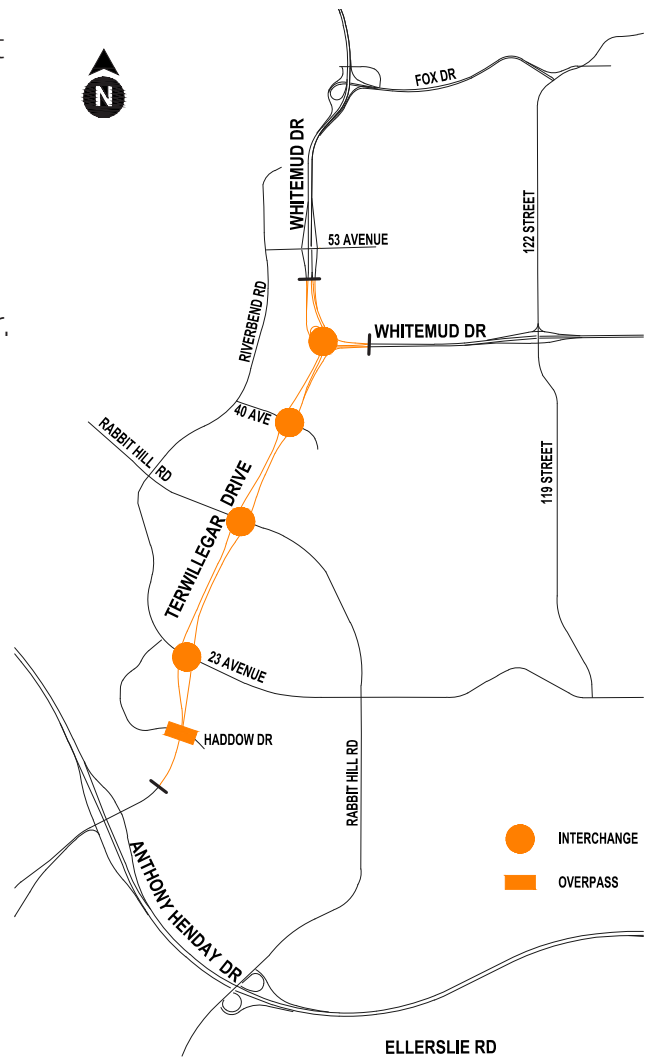 N
FOX DR
WHITEMUD DR
122 STREET
53 AVENUE
RIVERBEND RD
WHITEMUD DR
40 AVE
RABBIT HILL RD
TERWILLEGAR DRIVE
119 STREET
23 AVENUE
HADDOW DR
RABBIT HILL RD
INTERCHANGE
OVERPASS
ANTHONY HENDAY DR
ELLERSLIE RD